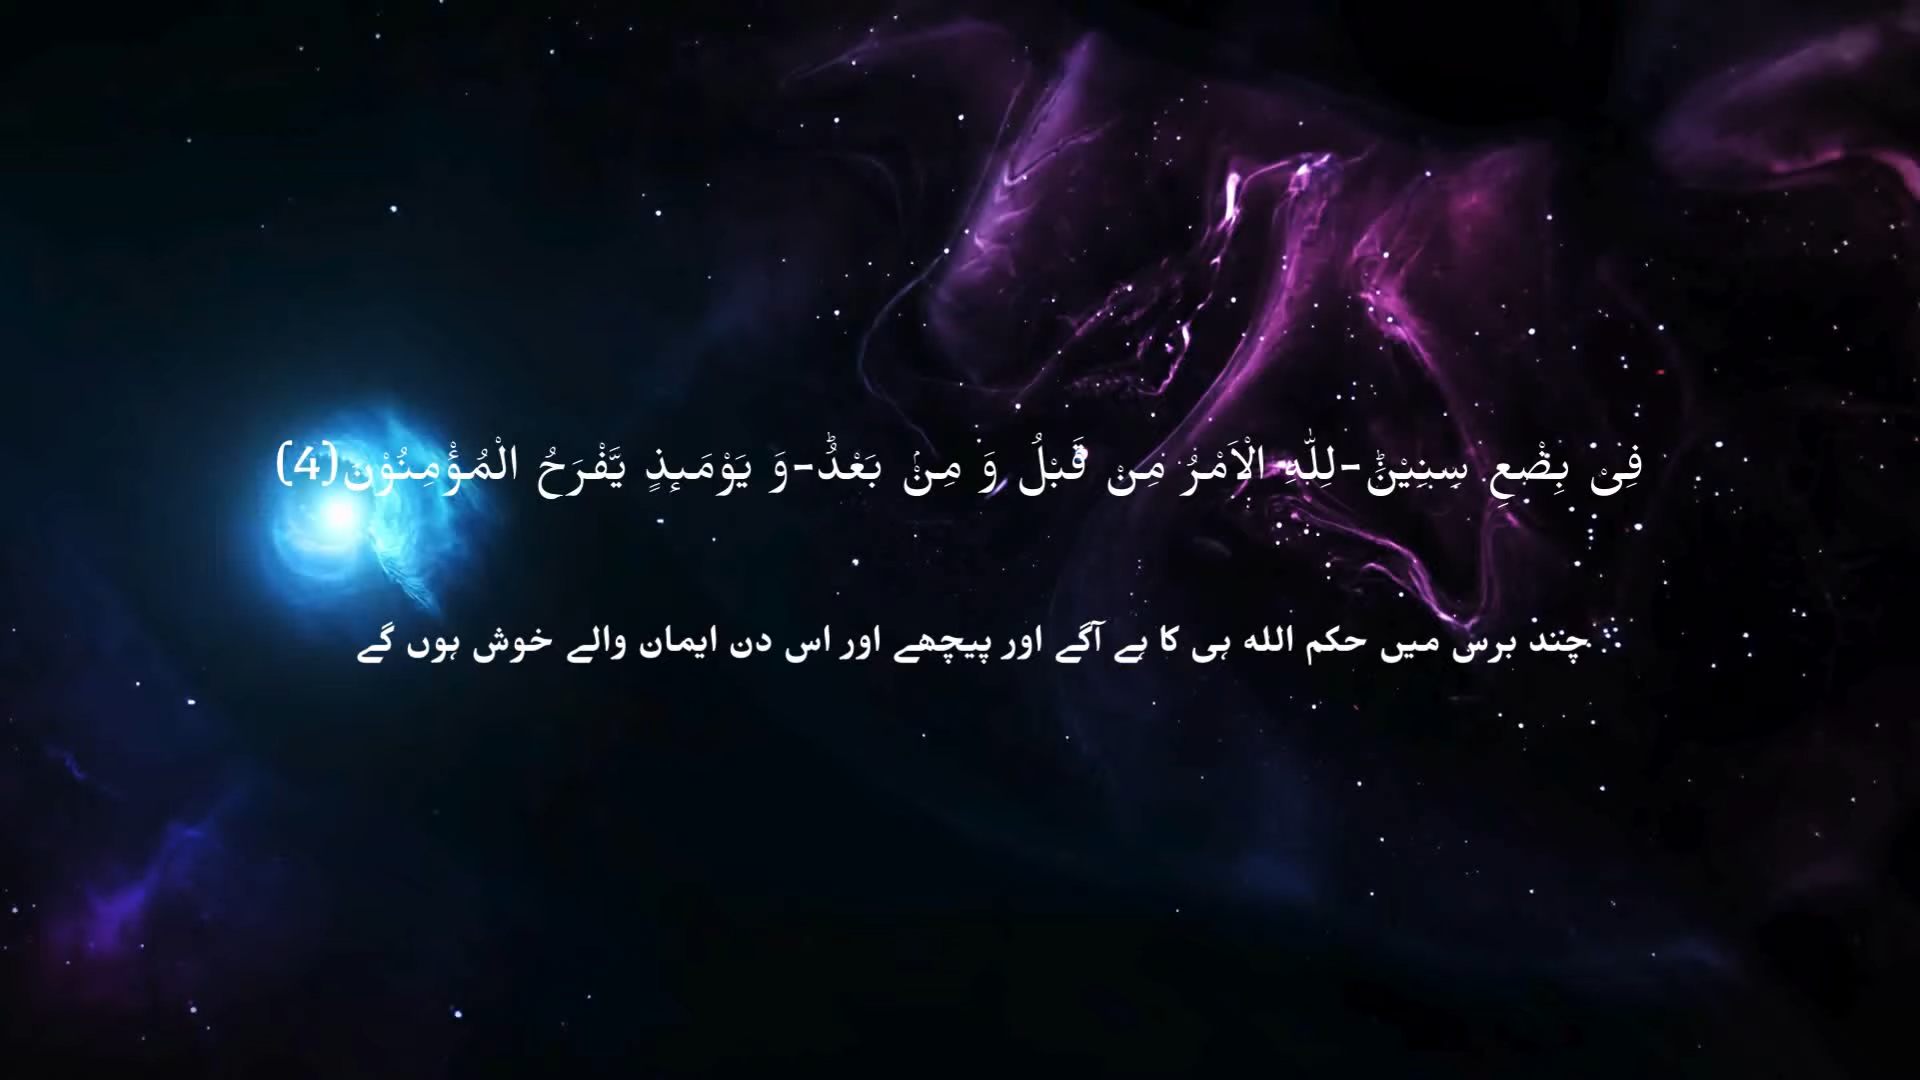 فِیْ بِضْعِ سِنِیْنَؕ-لِلّٰهِ الْاَمْرُ مِنْ قَبْلُ وَ مِنْۢ بَعْدُؕ-وَ یَوْمَىٕذٍ یَّفْرَحُ الْمُؤْمِنُوْنَ(4)
چند برس میں حکم الله ہی کا ہے آگے اور پیچھے اور اس دن ایمان والے خوش ہوں گے